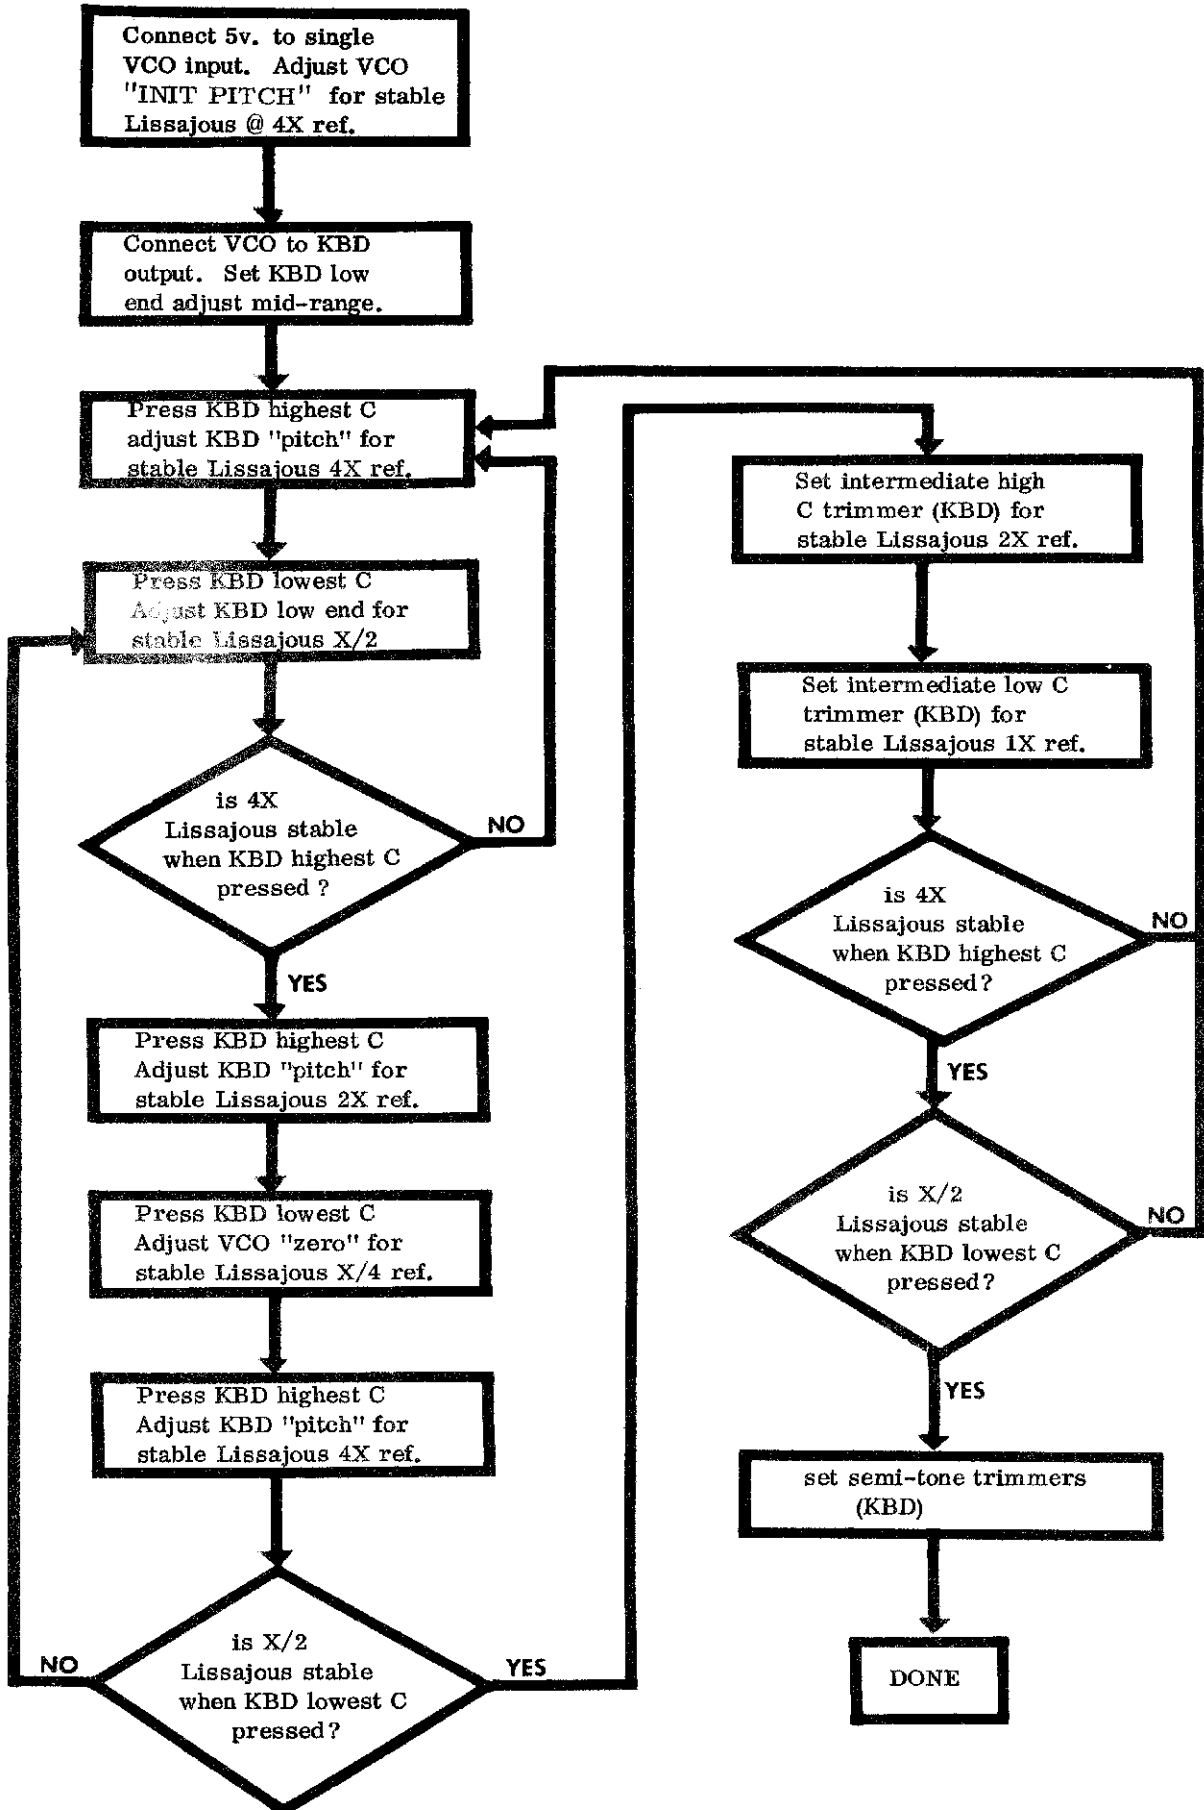 Connect 5v. to single
VCO input. Adjust VCO
"INIT PITCH" for stable
Lissajous @ 4X ref.
Connect VCO to KBD
output. Set KBD low
end adjust mid-range.
Press KBD highest C
adjust KBD "pitch" for
stable Lissajous 4X ref.
Press KBD lowest C
Adjust KBD low end for
stable Lissajous X/2
is 4X
Lissajous stable
when KBD highest C
pressed ?
NO
YES
Press KBD highest C
Adjust KBD "pitch" for
stable Lissajous 2X ref.
Press KBD lowest C
Adjust VCO "zero" for
stable Lissajous X/4 ref.
Press KBD highest C
Adjust KBD "pitch" for
stable Lissajous 4X ref.
is X/2
Lissajous stable
when KBD lowest C
pressed?
NO
YES
Set intermediate high
C trimmer (KBD) for
stable Lissajous 2X ref.
Set intermediate low C
trimmer (KBD) for
stable Lissajous 1X ref.
is 4X
Lissajous stable
when KBD highest C
pressed?
NO
YES
is X/2
Lissajous stable
when KBD lowest C
pressed?
NO
YES
set semi-tone trimmers
(KBD)
DONE